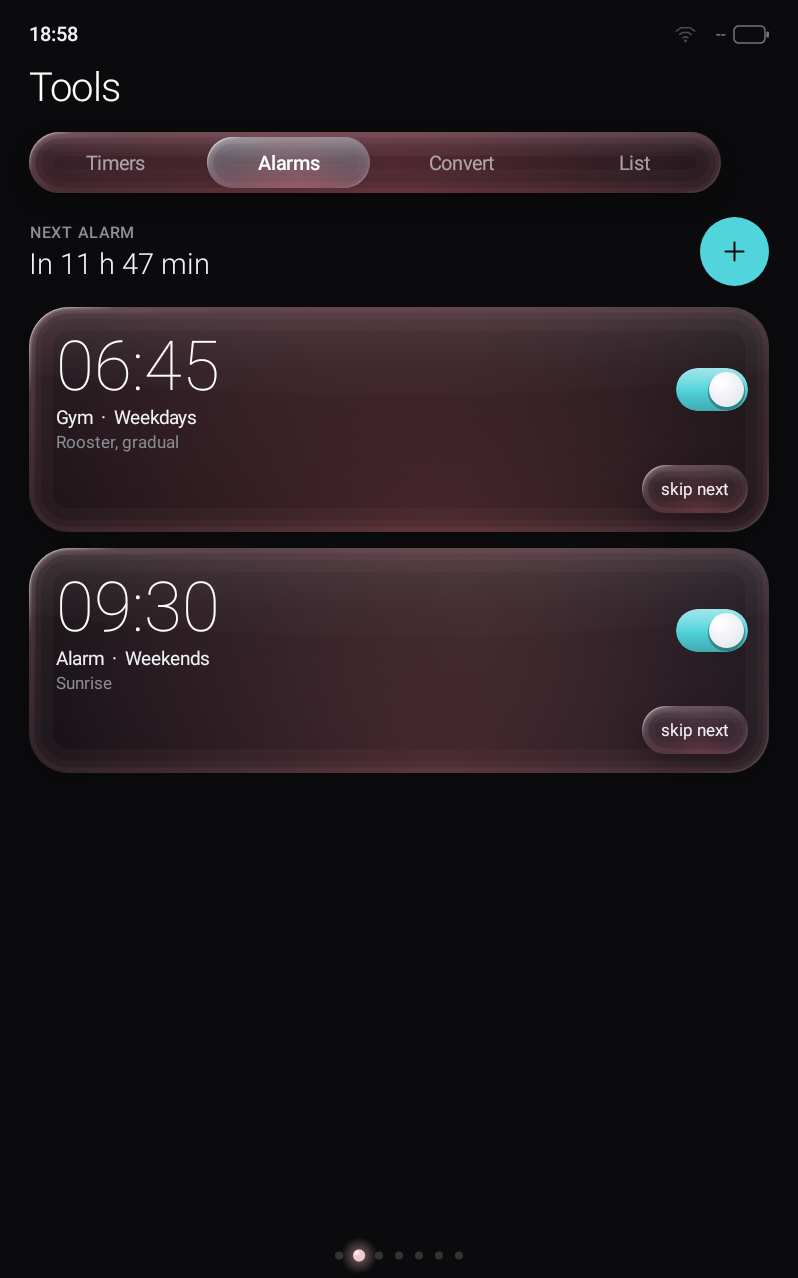 18:58
--
Tools
Timers Alarms Convert List
NEXT ALARM
In 11 h 47 min
+
06:45
Gym · Weekdays
Rooster, gradual
skip next
09:30
Alarm · Weekends
Sunrise
skip next